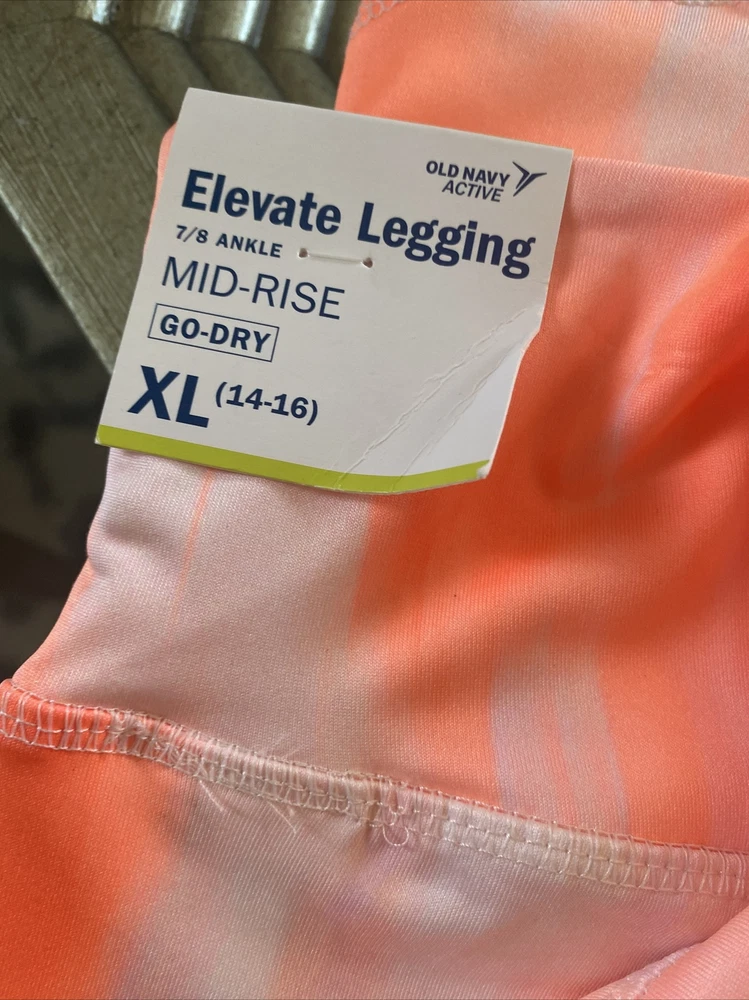 OLD NAVY
ACTIVE
Elevate Legging
7/8 ANKLE
MID-RISE
GO-DRY
XL (14-16)